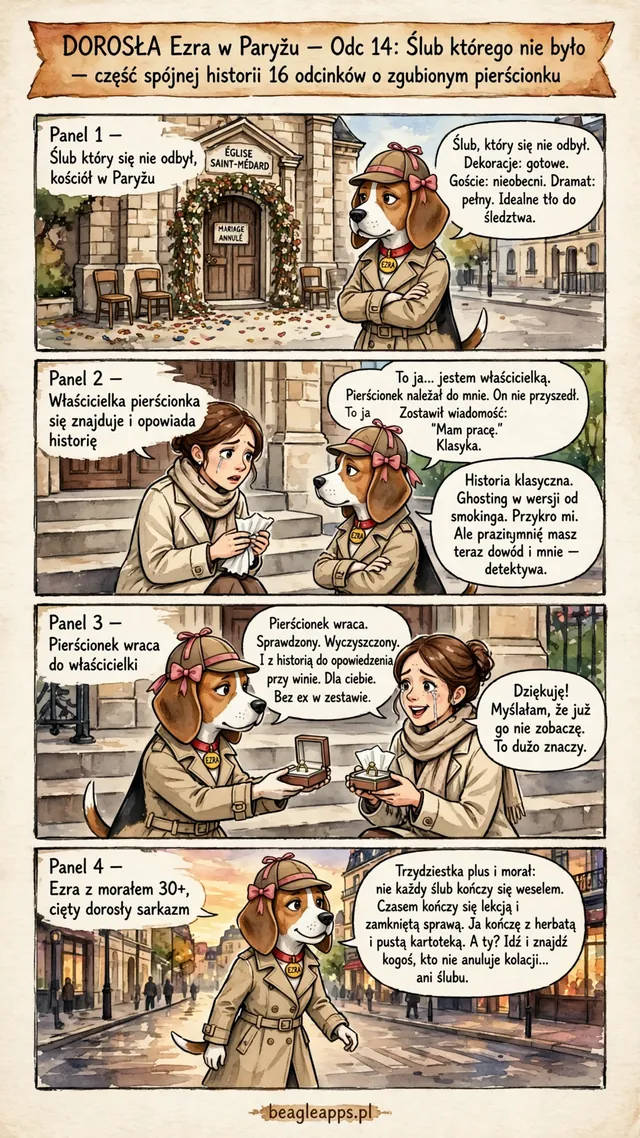 DOROSŁA Ezra w Paryżu – Odc 14: Ślub którego nie było
– część spójnej historii 16 odcinków o zgubionym pierścionku
Panel 1 –
Ślub który się nie odbył,
kościół w Paryżu
ÉGLISE
SAINT-MÉDARD
MARIAGE
ANNULÉ
EZRA
Ślub, który się nie odbył.
Dekoracje: gotowe.
Goście: nieobecni. Dramat:
pełny. Idealne tło do
śledztwa.
Panel 2 –
Właścicielka pierścionka
się znajduje i opowiada
historię
To ja... jestem właścicielką.
Pierścionek należał do mnie. On nie przyszedł.
To ja Zostawił wiadomość:
"Mam pracę."
Klasyka.
EZRA
Historia klasyczna.
Ghosting w wersji od
smokinga. Przykro mi.
Ale prazitymnię masz
teraz dowód i mnie –
detektywa.
Panel 3 –
Pierścionek wraca
do właścicielki
Pierścionek wraca.
Sprawdzony. Wyczyszczony.
I z historią do opowiedzenia
przy winie. Dla ciebie.
Bez ex w zestawie.
EZRA
Dziękuję!
Myślałam, że już
go nie zobaczę.
To dużo znaczy.
Panel 4 –
Ezra z morałem 30+,
cięty dorosły sarkazm
EZRA
Trzydziestka plus i morał:
nie każdy ślub kończy się weselem.
Czasem kończy się lekcją i
zamkniętą sprawą. Ja kończę z herbatą
i pustą kartoteką. A ty? Idź i znajdź
kogoś, kto nie anuluje kolacji...
ani ślubu.
beagleapps.pl